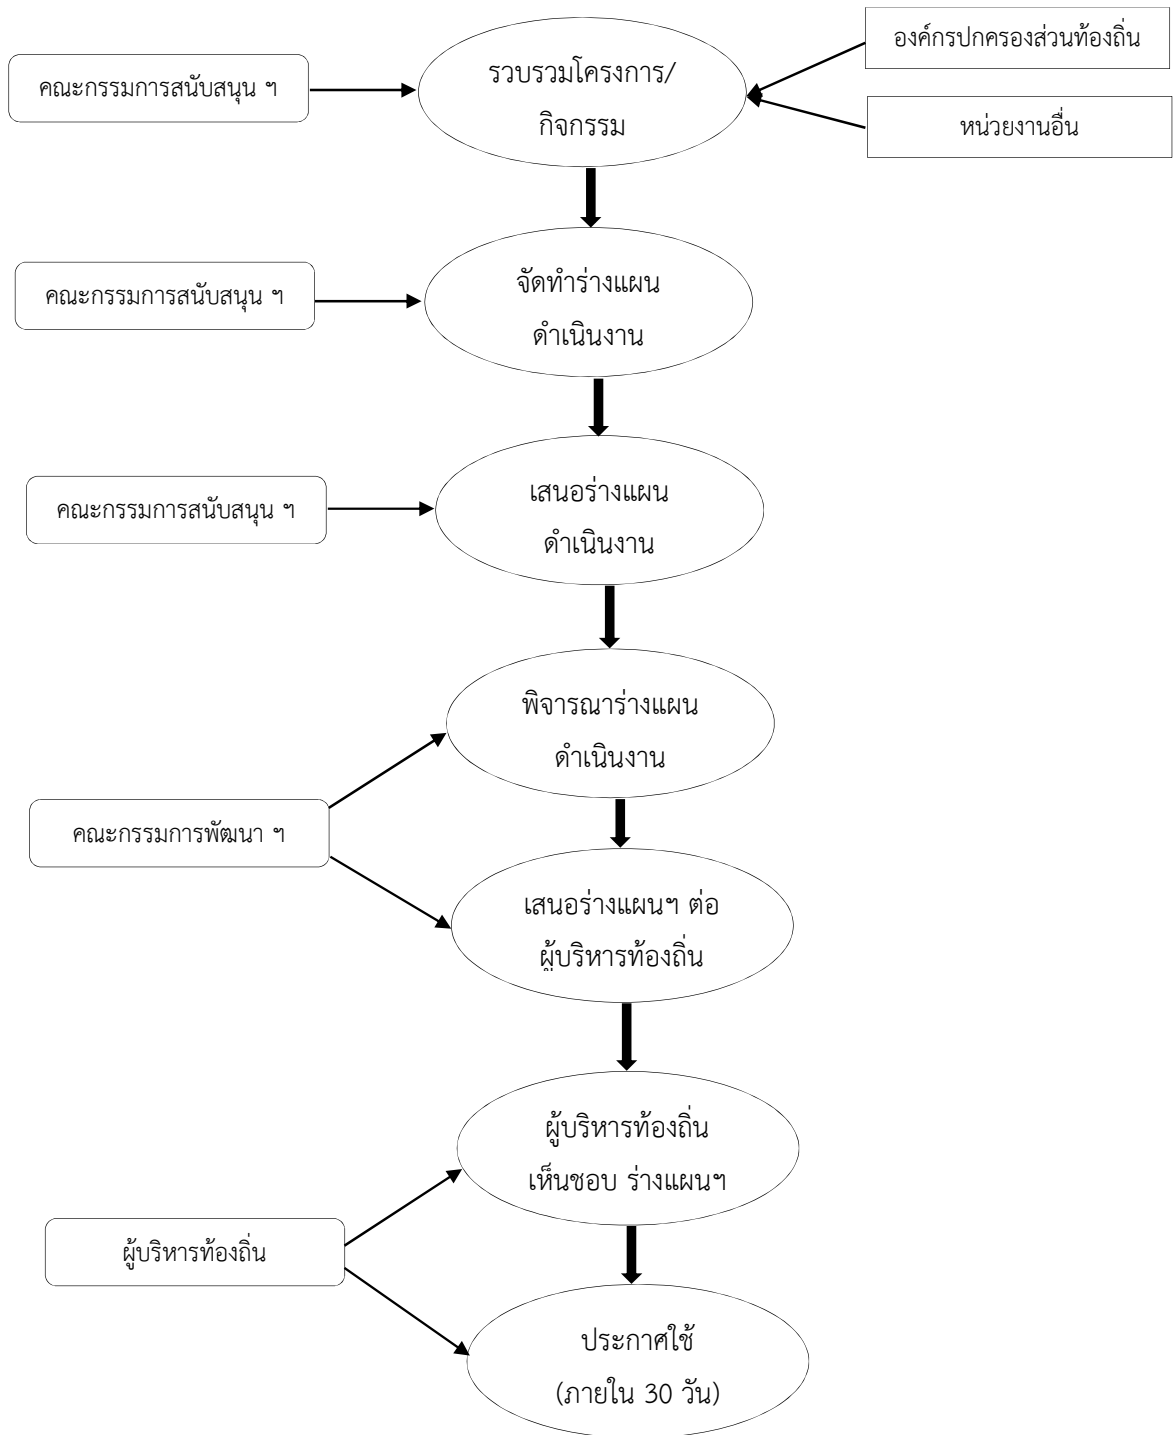 องค์กรปกครองส่วนท้องถิ่น
คณะกรรมการสนับสนุน ฯ
รวบรวมโครงการ/
กิจกรรม
หน่วยงานอื่น
คณะกรรมการสนับสนุน ฯ
จัดทำร่างแผน
ดำเนินงาน
คณะกรรมการสนับสนุน ฯ
เสนอร่างแผน
ดำเนินงาน
พิจารณาร่างแผน
ดำเนินงาน
คณะกรรมการพัฒนา ฯ
เสนอร่างแผนฯ ต่อ
ผู้บริหารท้องถิ่น
ผู้บริหารท้องถิ่น
เห็นชอบ ร่างแผนฯ
ผู้บริหารท้องถิ่น
ประกาศใช้
(ภายใน 30 วัน)